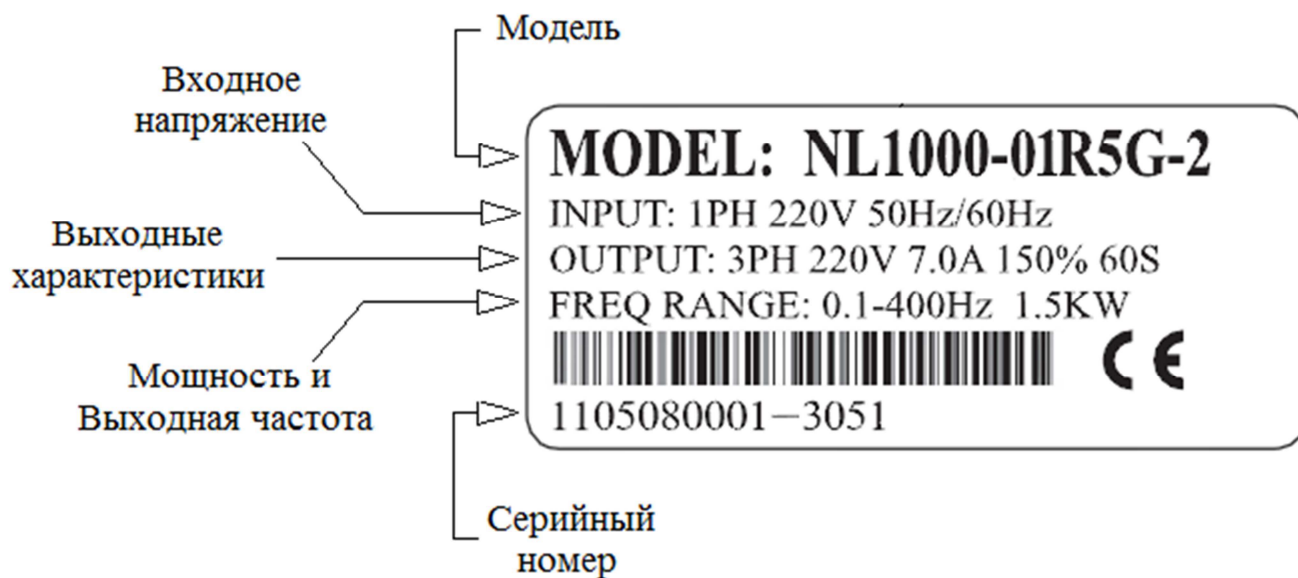 Модель
Входное
напряжение
MODEL: NL1000-01R5G-2
INPUT: 1PH 220V 50Hz/60Hz
Выходные
характеристики
OUTPUT: 3PH 220V 7.0A 150% 60S
FREQ RANGE: 0.1-400Hz 1.5KW
Мощность и
Выходная частота
CE
1105080001—3051
Серийный
номер